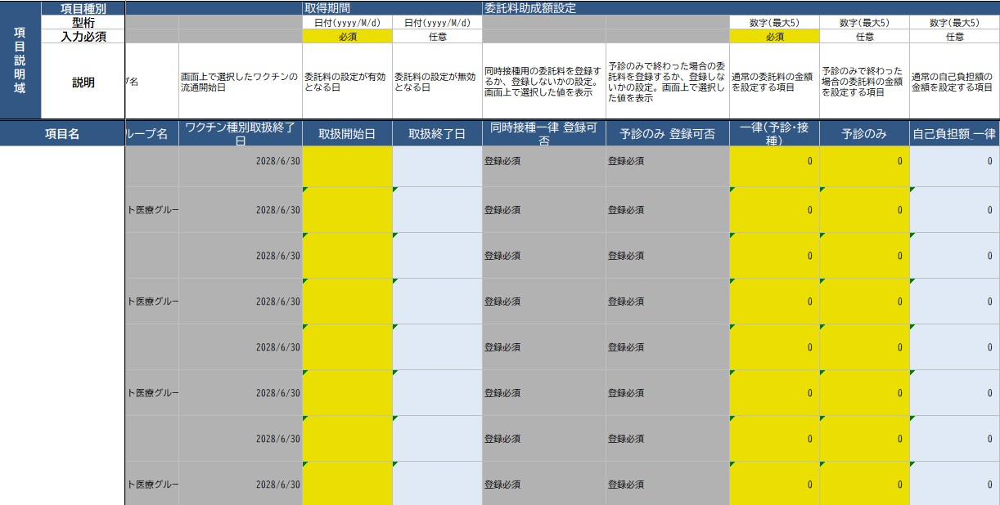 項目説明域
項目種別 取得期間 委託料助成額設定
型桁 日付(yyyy/M/d) 日付(yyyy/M/d) 数字(最大5) 数字(最大5) 数字(最大5)
入力必須 必須 任意 必須 任意 任意
説明
プ名
画面上で選択したワクチンの
流通開始日
委託料の設定が有効
となる日
委託料の設定が無効
となる日
同時接種用の委託料を登録す
るか、登録しないかの設定。
画面上で選択した値を表示
予診のみで終わった場合の委
託料を登録するか、登録しな
いかの設定。画面上で選択し
た値を表示
通常の委託料の金額
を設定する項目
予診のみで終わった
場合の委託料の金額
を設定する項目
通常の自己負担額の
金額を設定する項目
項目名
ループ名
ワクチン種別取扱終了
日
取扱開始日
取扱終了日
同時接種一律 登録可
否
予診のみ 登録可否
一律(予診・接
種)
予診のみ
自己負担額_一律
2028/6/30 登録必須 登録必須 0 0 0
ト医療グルー 2028/6/30 登録必須 登録必須 0 0 0
2028/6/30 登録必須 登録必須 0 0 0
ト医療グルー 2028/6/30 登録必須 登録必須 0 0 0
2028/6/30 登録必須 登録必須 0 0 0
ト医療グルー 2028/6/30 登録必須 登録必須 0 0 0
2028/6/30 登録必須 登録必須 0 0 0
ト医療グルー 2028/6/30 登録必須 登録必須 0 0 0